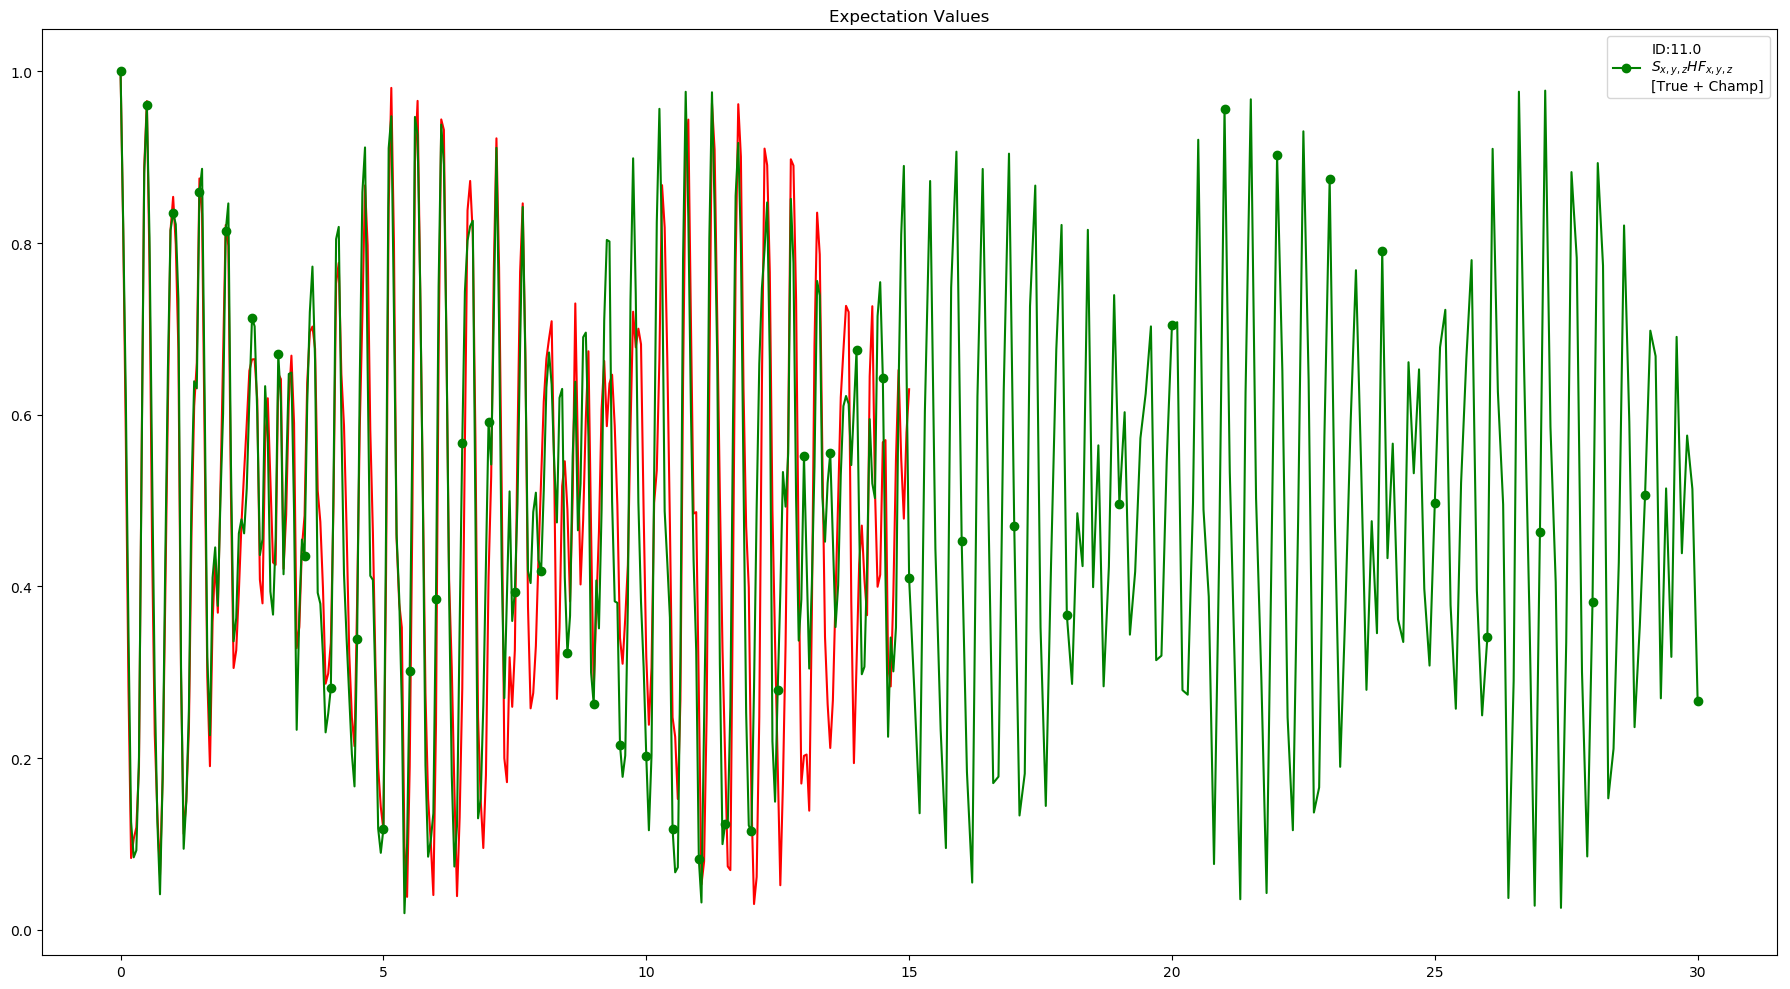 Expectation Values
ID:11.0
S_{x,y,z}HF_{x,y,z}
[True + Champ]
1.0
0.8
0.6
0.4
0.2
0.0
0 5 10 15 20 25 30